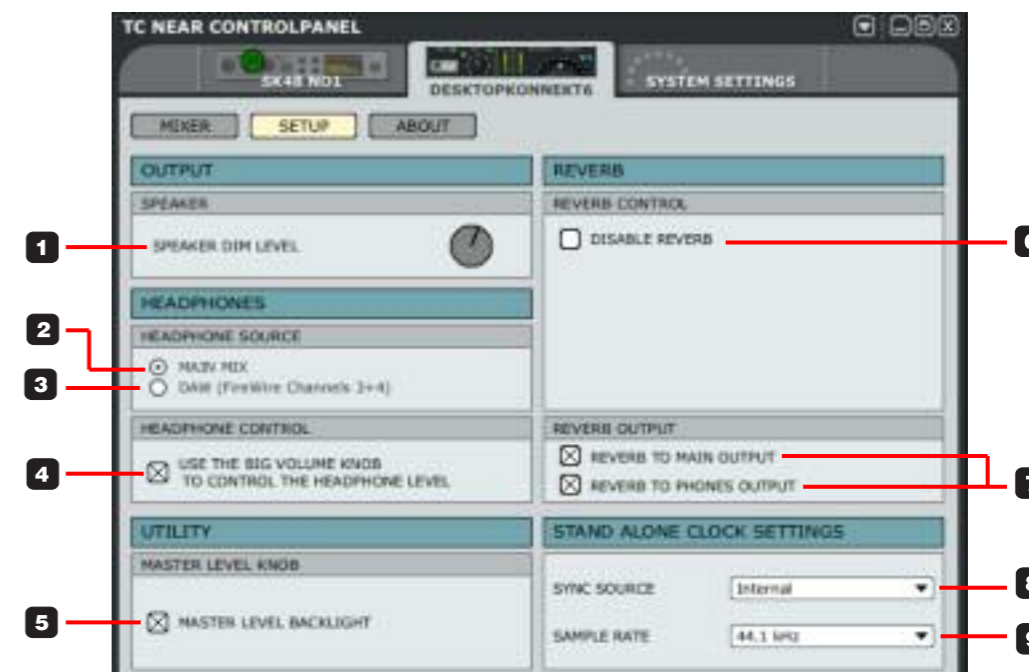 TC NEAR CONTROLPANEL
SK48 NO1
DESKTOPKONNEKT6
SYSTEM SETTINGS
MIXER
SETUP
ABOUT
OUTPUT
SPEAKER
1
SPEAKER DIM LEVEL
HEADPHONES
2
HEADPHONE SOURCE
MAIN MIX
3
DAW (FireWire Channels 3+4)
HEADPHONE CONTROL
4
USE THE BIG VOLUME KNOB
TO CONTROL THE HEADPHONE LEVEL
UTILITY
MASTER LEVEL KNOB
5
MASTER LEVEL BACKLIGHT
REVERB
REVERB CONTROL
DISABLE REVERB
REVERB OUTPUT
REVERB TO MAIN OUTPUT
REVERB TO PHONES OUTPUT
STAND ALONE CLOCK SETTINGS
SYNC SOURCE
Internal
8
SAMPLE RATE
44.1 kHz
9